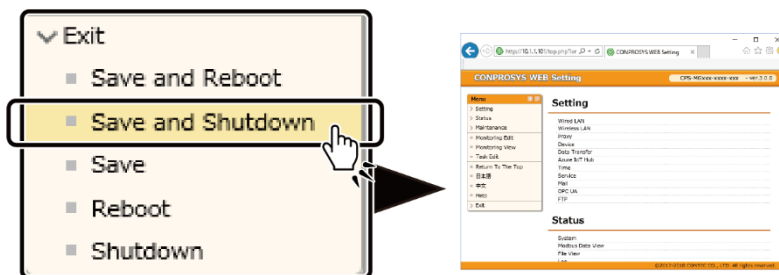 Exit
Save and Reboot
Save and Shutdown
Save
Reboot
Shutdown
CONPROSYS WEB Setting
CONPROSYS WEB Setting
Menu
Setting
Setting
Status
Maintenance
Monitoring Edit
Monitoring View
Task Edit
Return To The Top
日本語
中文
Help
Exit
Wired LAN
Wireless LAN
Proxy
Device
Data Transfer
Azure IoT Hub
Time
Service
Mail
OPC UA
FTP
Status
System
Modbus Data View
File View